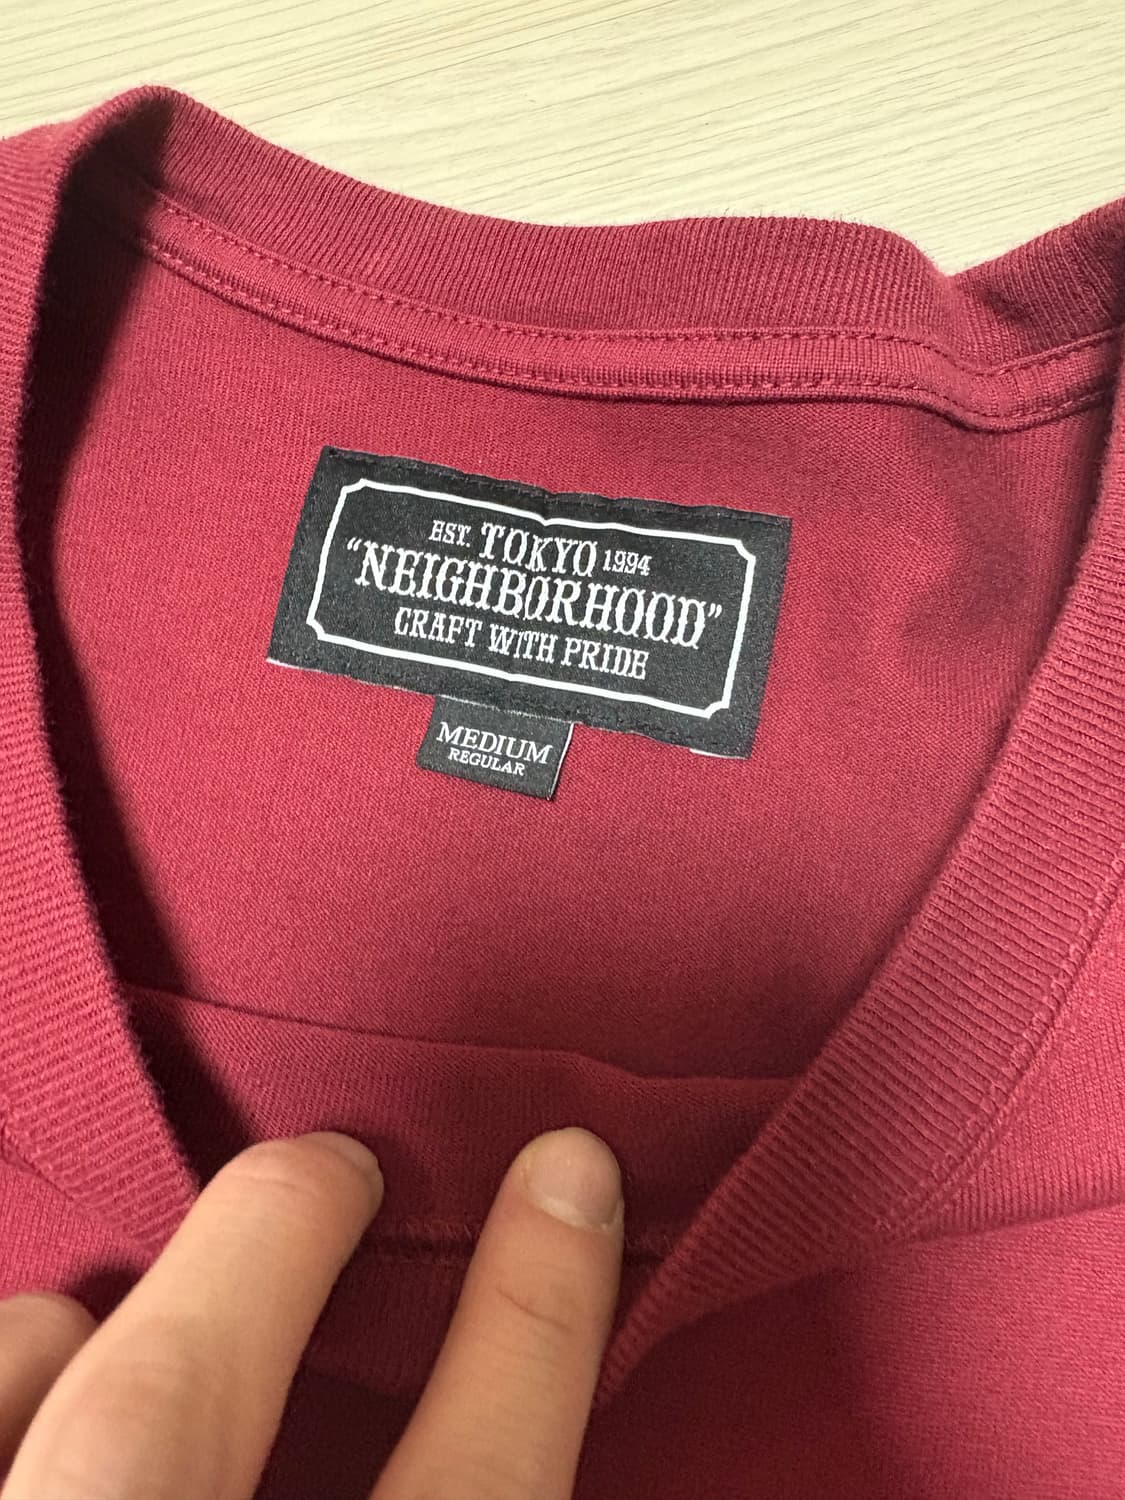 EST. TOKYO 1994
"NEIGHBORHOOD"
CRAFT WITH PRIDE
MEDIUM
REGULAR